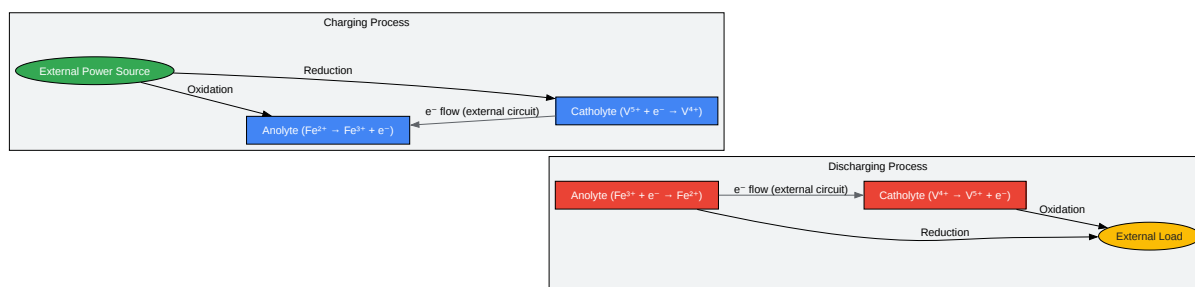 Charging Process
External Power Source
Reduction
Oxidation
e⁻ flow (external circuit)
Catholyte (V⁵⁺ + e⁻ → V⁴⁺)
Anolyte (Fe²⁺ → Fe³⁺ + e⁻)
Discharging Process
Anolyte (Fe³⁺ + e⁻ → Fe²⁺)
e⁻ flow (external circuit)
Catholyte (V⁴⁺ → V⁵⁺ + e⁻)
Oxidation
Reduction
External Load